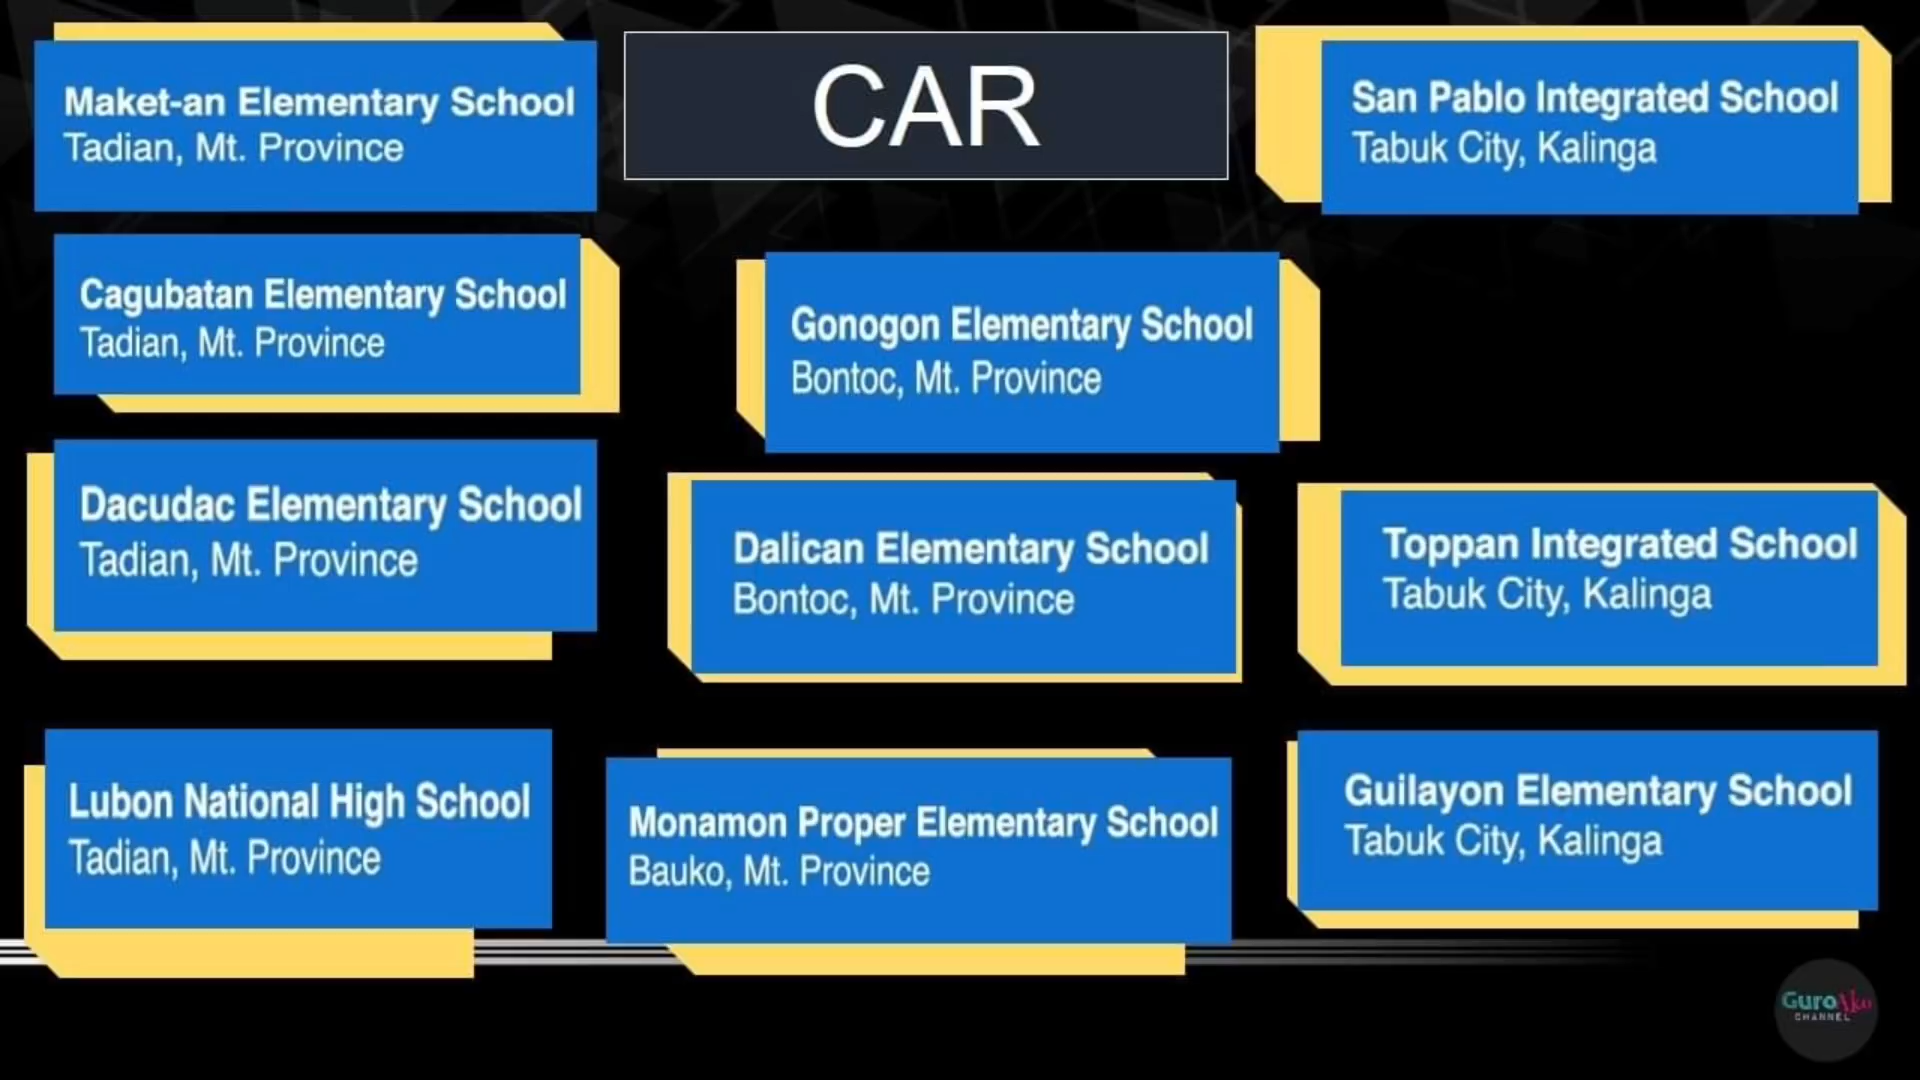 CAR
Maket-an Elementary School
Tadian, Mt. Province
Cagubatan Elementary School
Tadian, Mt. Province
Dacudac Elementary School
Tadian, Mt. Province
Lubon National High School
Tadian, Mt. Province
Gonogon Elementary School
Bontoc, Mt. Province
Dalican Elementary School
Bontoc, Mt. Province
Monamon Proper Elementary School
Bauko, Mt. Province
San Pablo Integrated School
Tabuk City, Kalinga
Toppan Integrated School
Tabuk City, Kalinga
Guilayon Elementary School
Tabuk City, Kalinga
GuroAko
CHANNEL